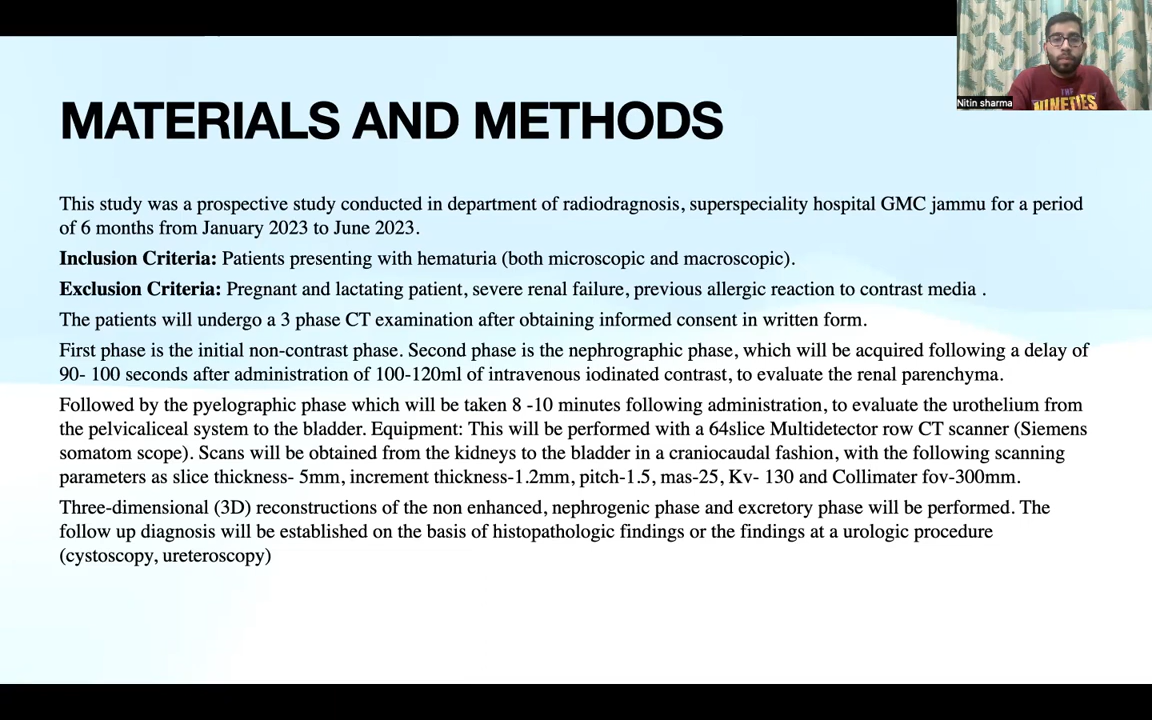 MATERIALS AND METHODS
This study was a prospective study conducted in department of radiodragnosis, superspeciality hospital GMC jammu for a period
of 6 months from January 2023 to June 2023.
Inclusion Criteria: Patients presenting with hematuria (both microscopic and macroscopic).
Exclusion Criteria: Pregnant and lactating patient, severe renal failure, previous allergic reaction to contrast media .
The patients will undergo a 3 phase CT examination after obtaining informed consent in written form.
First phase is the initial non-contrast phase. Second phase is the nephrographic phase, which will be acquired following a delay of
90- 100 seconds after administration of 100-120ml of intravenous iodinated contrast, to evaluate the renal parenchyma.
Followed by the pyelographic phase which will be taken 8 -10 minutes following administration, to evaluate the urothelium from
the pelvicaliceal system to the bladder. Equipment: This will be performed with a 64slice Multidetector row CT scanner (Siemens
somatom scope). Scans will be obtained from the kidneys to the bladder in a craniocaudal fashion, with the following scanning
parameters as slice thickness- 5mm, increment thickness-1.2mm, pitch-1.5, mas-25, Kv- 130 and Collimater fov-300mm.
Three-dimensional (3D) reconstructions of the non enhanced, nephrogenic phase and excretory phase will be performed. The
follow up diagnosis will be established on the basis of histopathologic findings or the findings at a urologic procedure
(cystoscopy, ureteroscopy)
Nitin sharma
THE
NINETIES